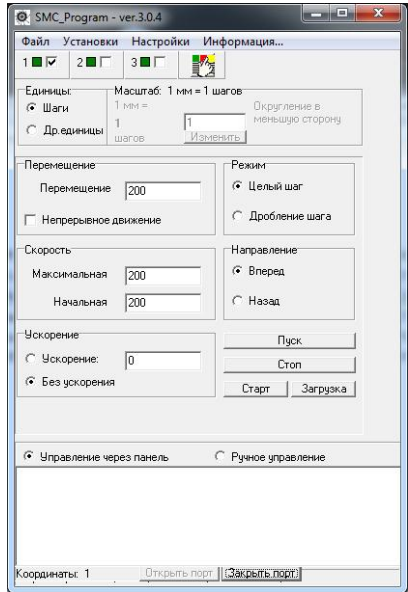 SMC_Program - ver.3.0.4
Файл Установки Настройки Информация...
1 2 3
Единицы: Масштаб: 1 мм = 1 шагов
Шаги 1 мм = Округление в
меньшую сторону
Др.единицы 1 1
шагов Изменить
Перемещение Режим
Перемещение 200 Целый шаг
Непрерывное движение Дробление шага
Скорость Направление
Максимальная 200 Вперед
Начальная 200 Назад
Ускорение Пуск
Ускорение: 0 Стоп
Без ускорения Старт Загрузка
Управление через панель Ручное управление
Координаты: 1 Открыть порт Закрыть порт